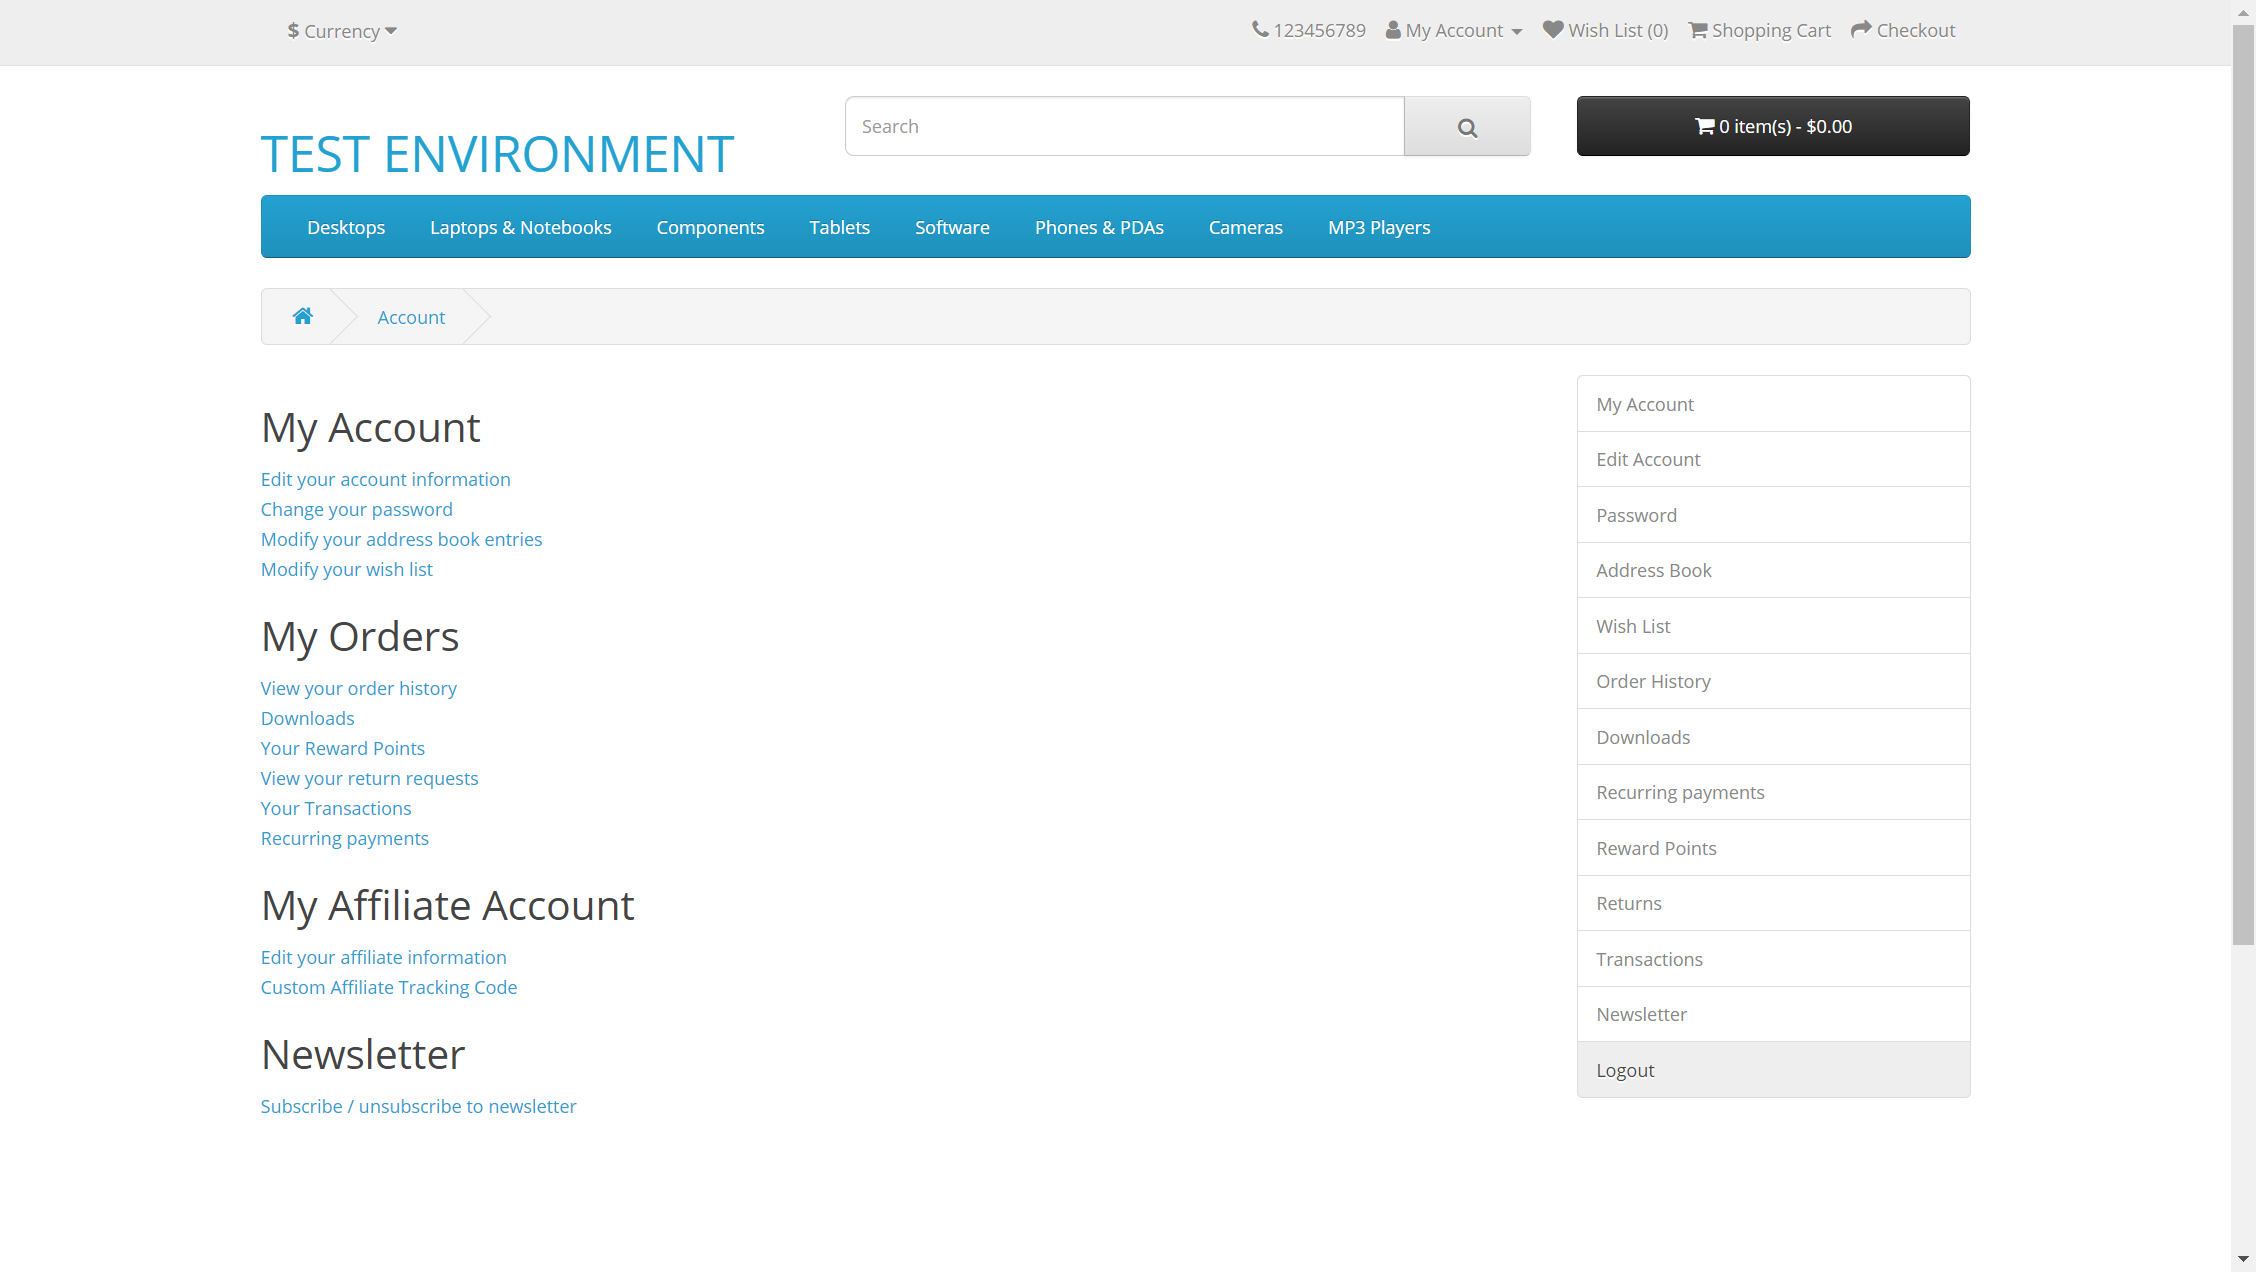 $ Currency
123456789 My Account Wish List (0) Shopping Cart Checkout
TEST ENVIRONMENT
Search
0 item(s) - $0.00
Desktops Laptops & Notebooks Components Tablets Software Phones & PDAs Cameras MP3 Players
Account
My Account
Edit your account information
Change your password
Modify your address book entries
Modify your wish list
My Orders
View your order history
Downloads
Your Reward Points
View your return requests
Your Transactions
Recurring payments
My Affiliate Account
Edit your affiliate information
Custom Affiliate Tracking Code
Newsletter
Subscribe / unsubscribe to newsletter
My Account
Edit Account
Password
Address Book
Wish List
Order History
Downloads
Recurring payments
Reward Points
Returns
Transactions
Newsletter
Logout